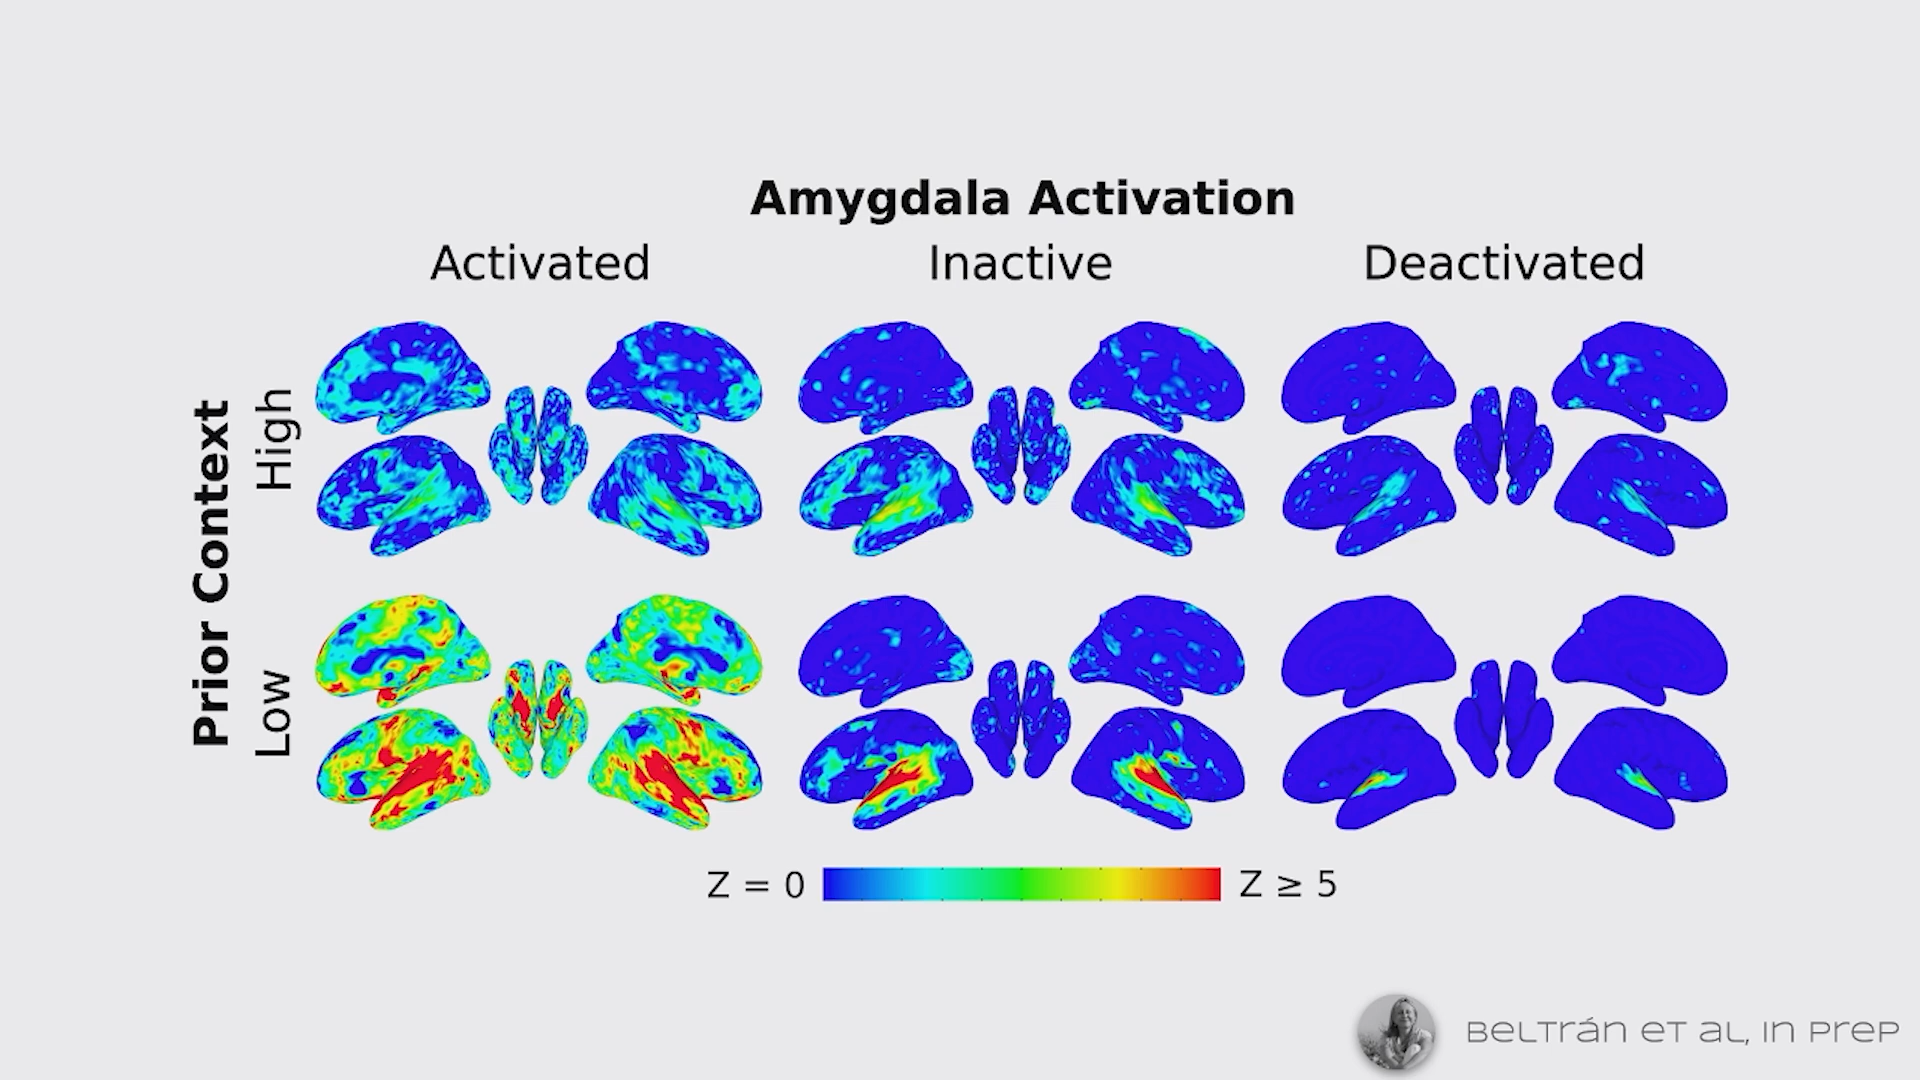 Amygdala Activation
Activated Inactive Deactivated
Prior Context
High
Low
Z = 0 Z ≥ 5
Beltrán et al, in prep